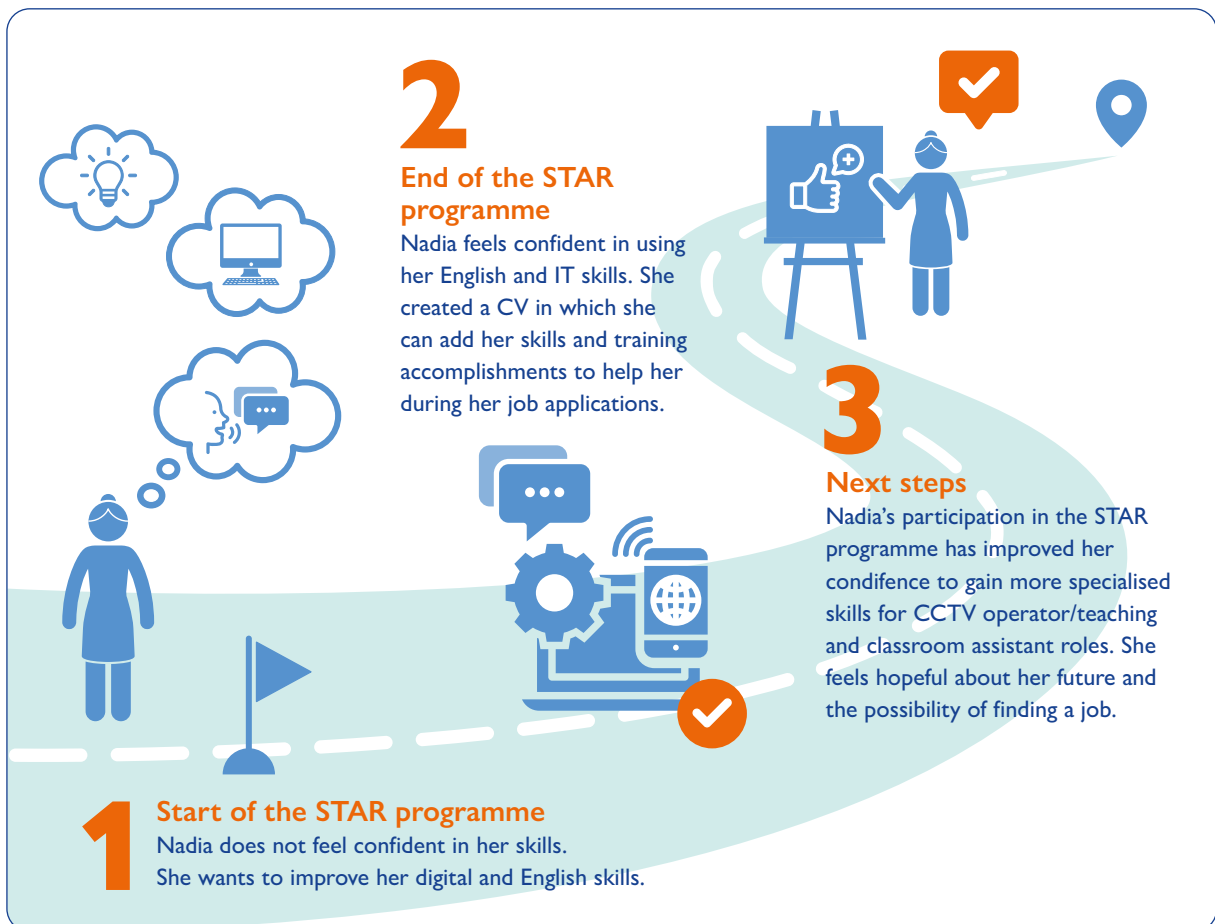 1
Start of the STAR programme
Nadia does not feel confident in her skills.
She wants to improve her digital and English skills.
2
End of the STAR
programme
Nadia feels confident in using
her English and IT skills. She
created a CV in which she
can add her skills and training
accomplishments to help her
during her job applications.
3
Next steps
Nadia’s participation in the STAR
programme has improved her
condifence to gain more specialised
skills for CCTV operator/teaching
and classroom assistant roles. She
feels hopeful about her future and
the possibility of finding a job.